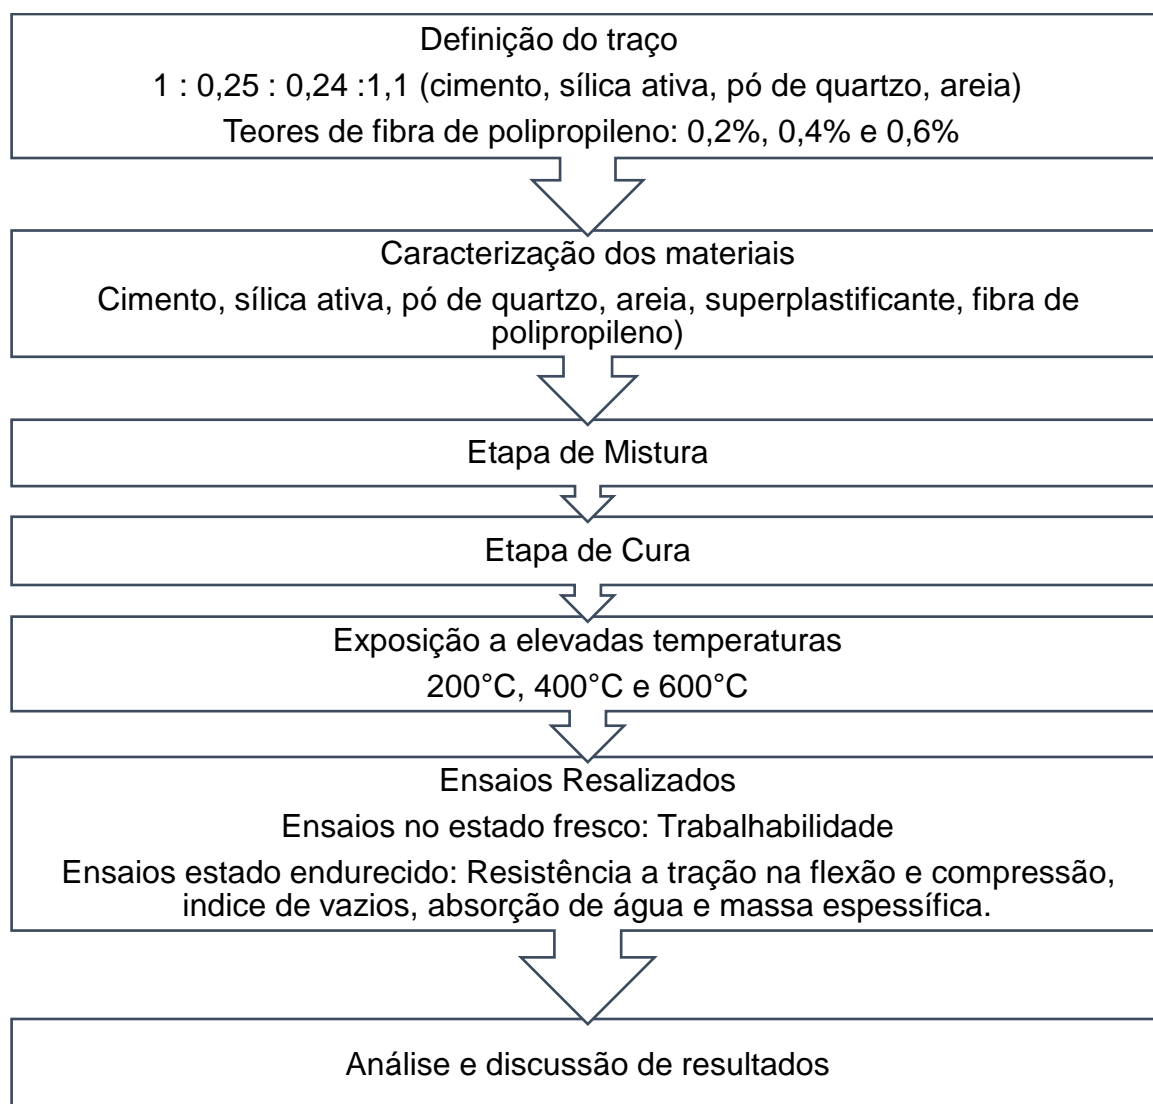 Definição do traço
1 : 0,25 : 0,24 :1,1 (cimento, sílica ativa, pó de quartzo, areia)
Teores de fibra de polipropileno: 0,2%, 0,4% e 0,6%
Caracterização dos materiais
Cimento, sílica ativa, pó de quartzo, areia, superplastificante, fibra de
polipropileno)
Etapa de Mistura
Etapa de Cura
Exposição a elevadas temperaturas
200°C, 400°C e 600°C
Ensaios Resalizados
Ensaios no estado fresco: Trabalhabilidade
Ensaios estado endurecido: Resistência a tração na flexão e compressão,
indice de vazios, absorção de água e massa espessífica.
Análise e discussão de resultados